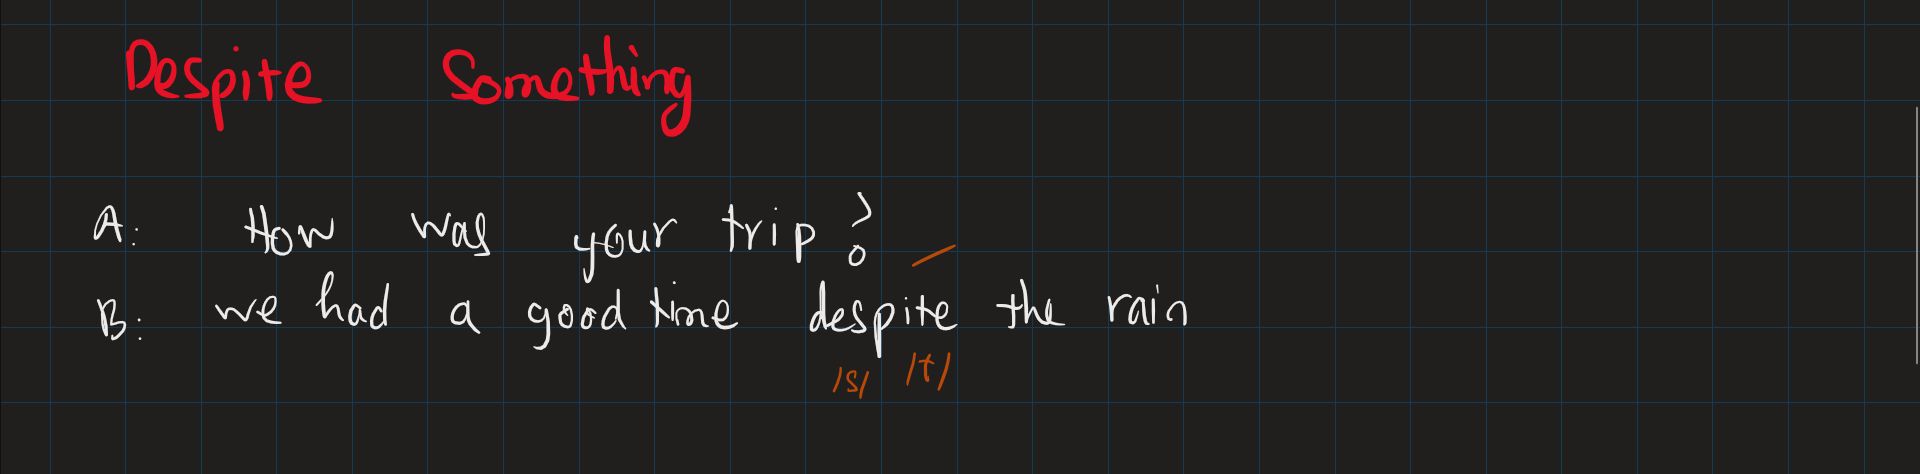 Despite Something
A: How was your trip?
B: we had a good time despite the rain
/s/ /t/